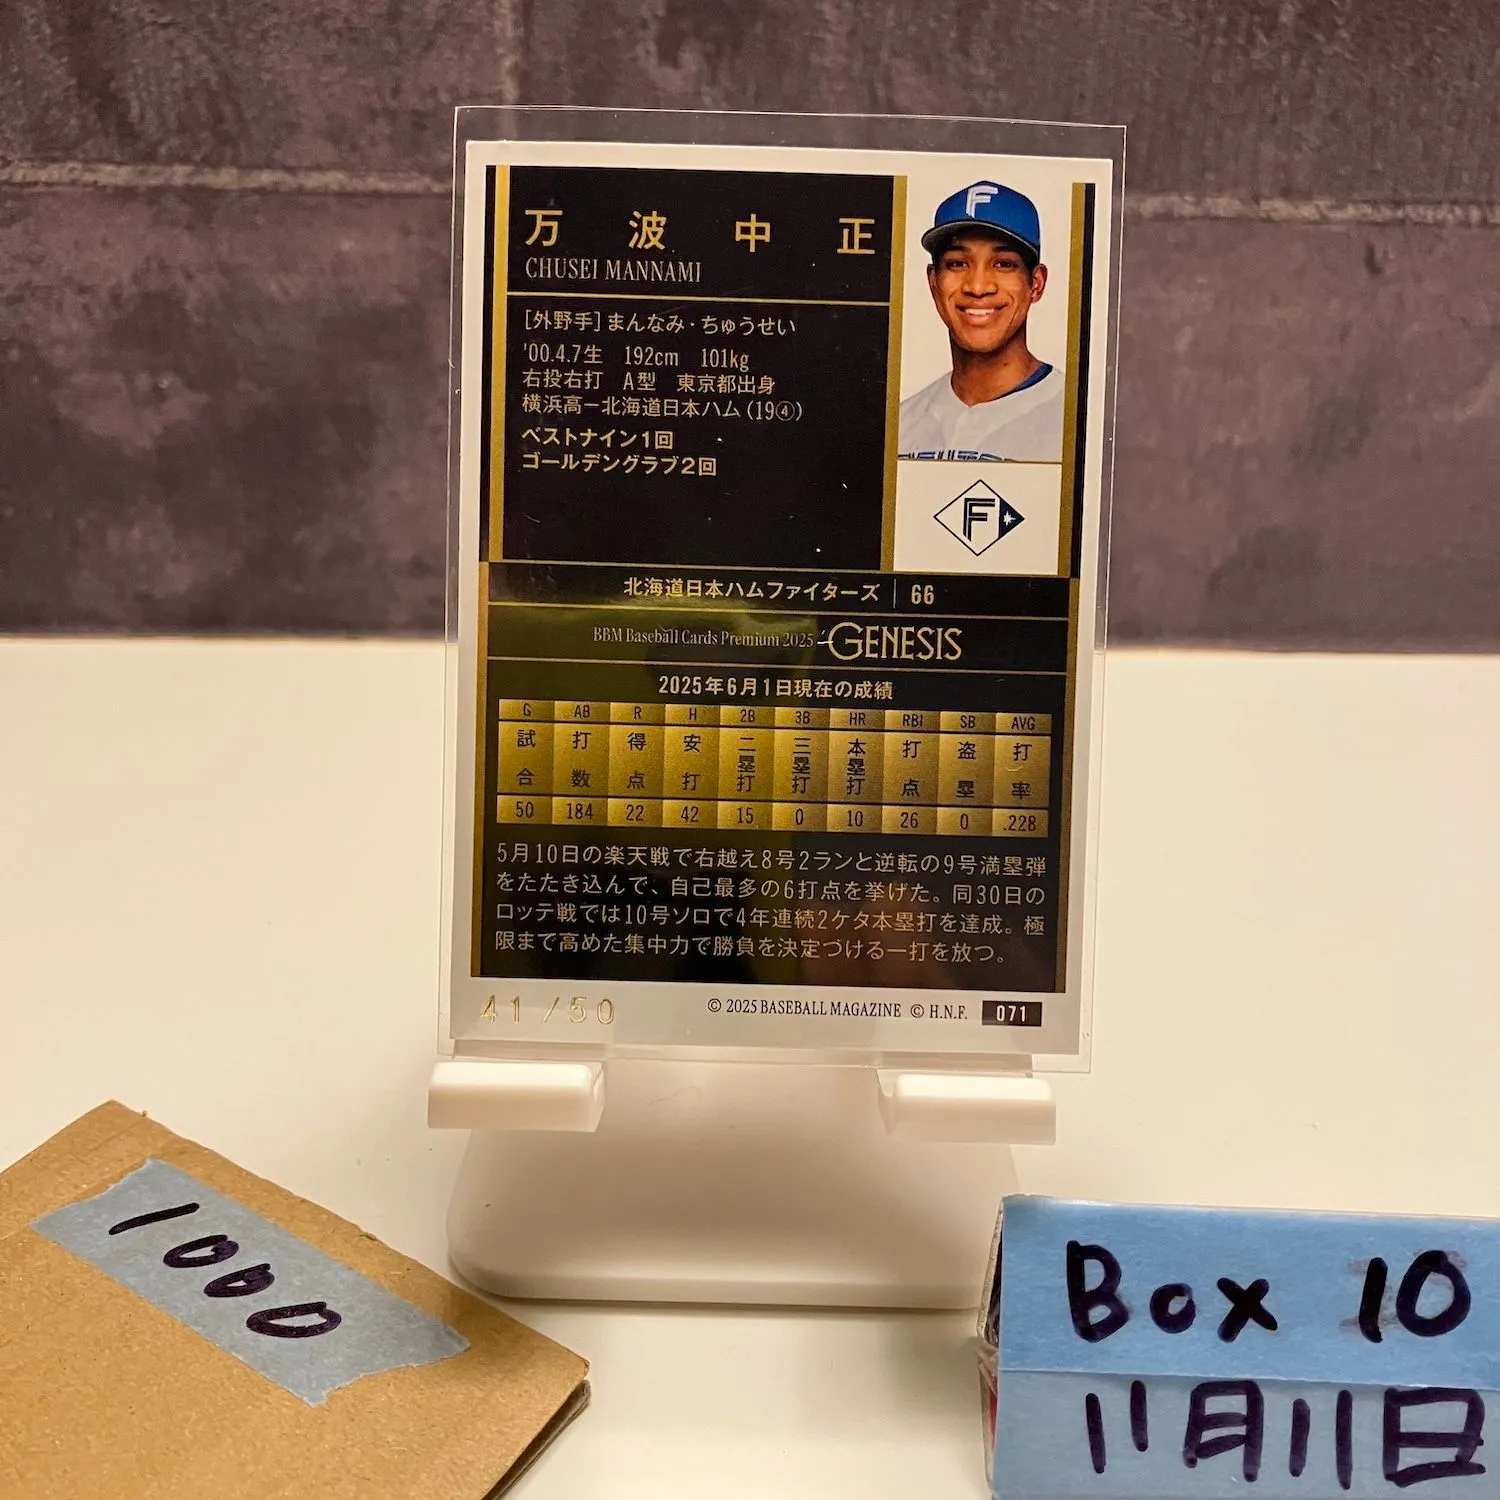 万波中正
CHUSEI MANNAMI
[外野手]まんなみ・ちゅうせい
'00.4.7生 192cm 101kg
右投右打 A型 東京都出身
横浜高ー北海道日本ハム(19④)
ベストナイン1回
ゴールデングラブ2回
F
F
北海道日本ハムファイターズ | 66
BBM Baseball Cards Premium 2025 GENESIS
2025年6月1日現在の成績
G AB R H 2B 3B HR RBI SB AVG
試合 打数 得点 安打 二塁打 三塁打 本塁打 打点 盗塁 打率
50 184 22 42 15 0 10 26 0 .228
5月10日の楽天戦で右越え8号2ランと逆転の9号満塁弾
をたたき込んで、自己最多の6打点を挙げた。同30日の
ロッテ戦では10号ソロで4年連続2ケタ本塁打を達成。極
限まで高めた集中力で勝負を決定づける一打を放つ。
41/50
© 2025 BASEBALL MAGAZINE © H.N.F. 071
1000
Box 10
11月11日